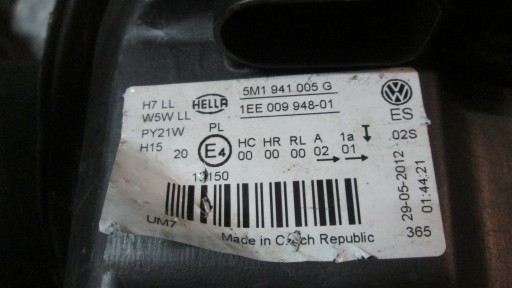 5M1 941 005 G
H7 LL HELLA 1EE 009 948-01
W5W LL ES
PY21W PL HC HR RL A 1a 02S
H15 20 E4 00 00 00 02 01
UM7
Made in Czech Republic
29-05-2012
01:44:21
365